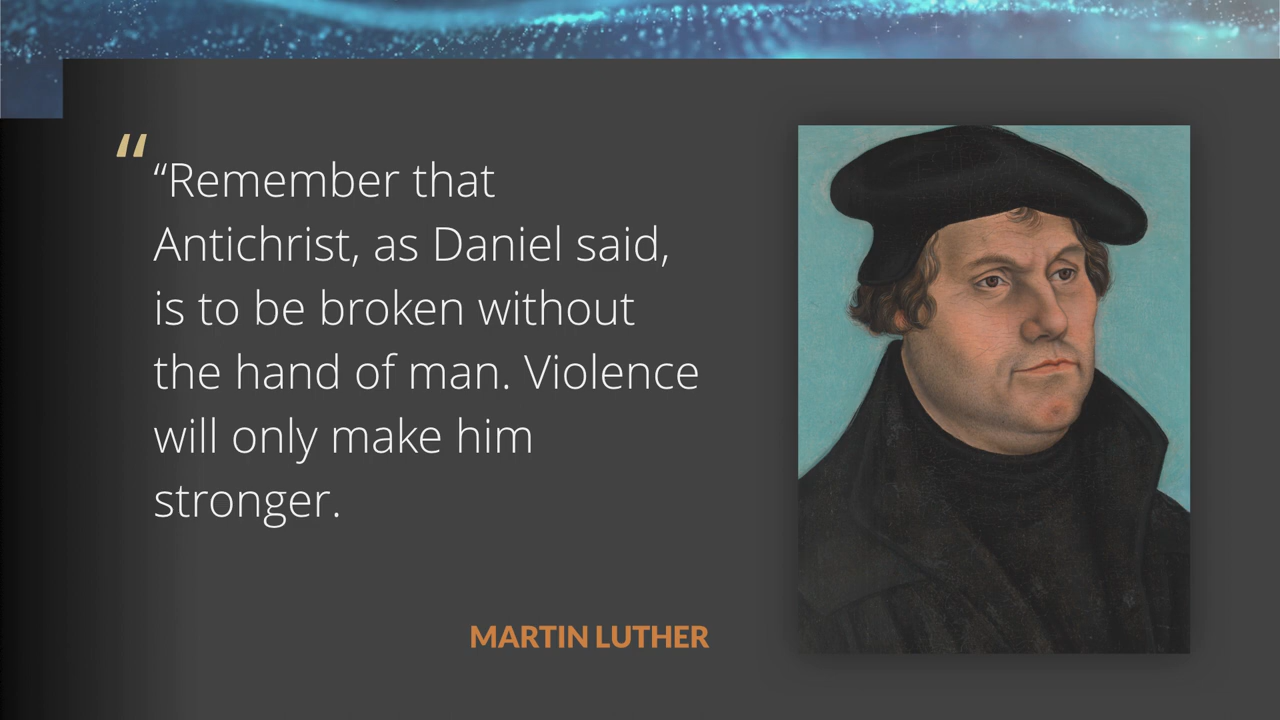 “
“Remember that
Antichrist, as Daniel said,
is to be broken without
the hand of man. Violence
will only make him
stronger.
MARTIN LUTHER